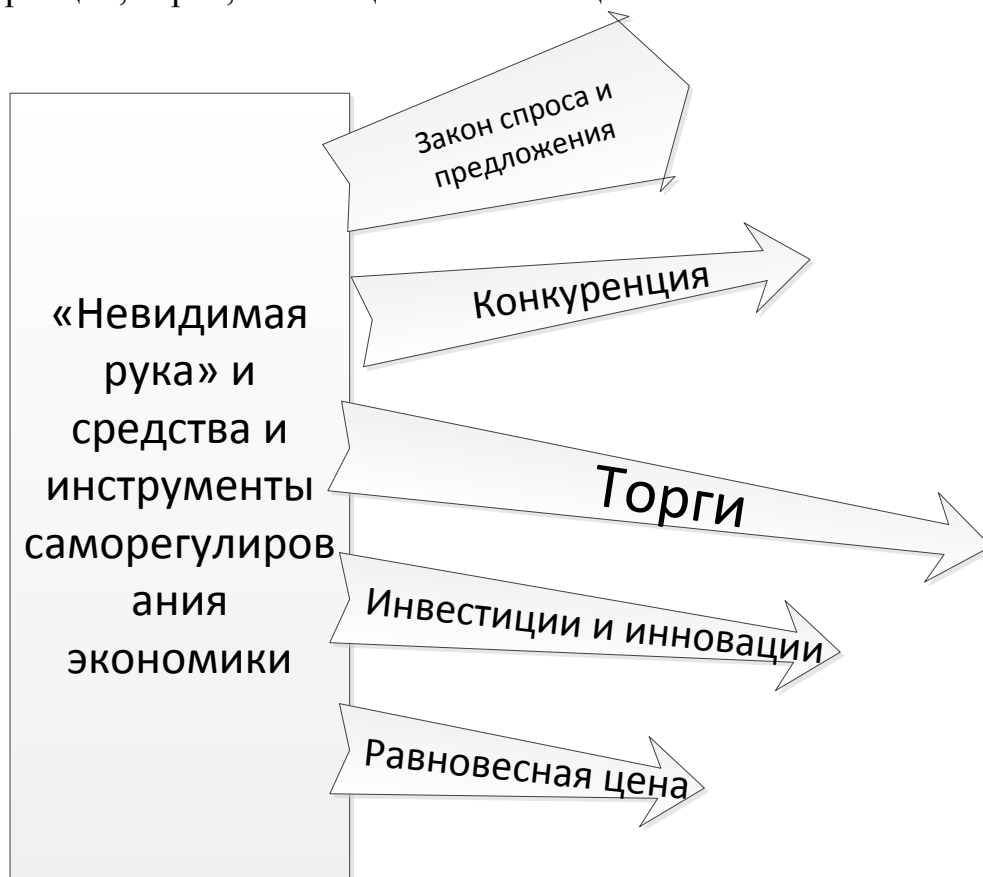 Закон спроса и
предложения
Конкуренция
«Невидимая
рука» и
средства и
инструменты
саморегулиров
ания
экономики
Торги
Инвестиции и инновации
Равновесная цена